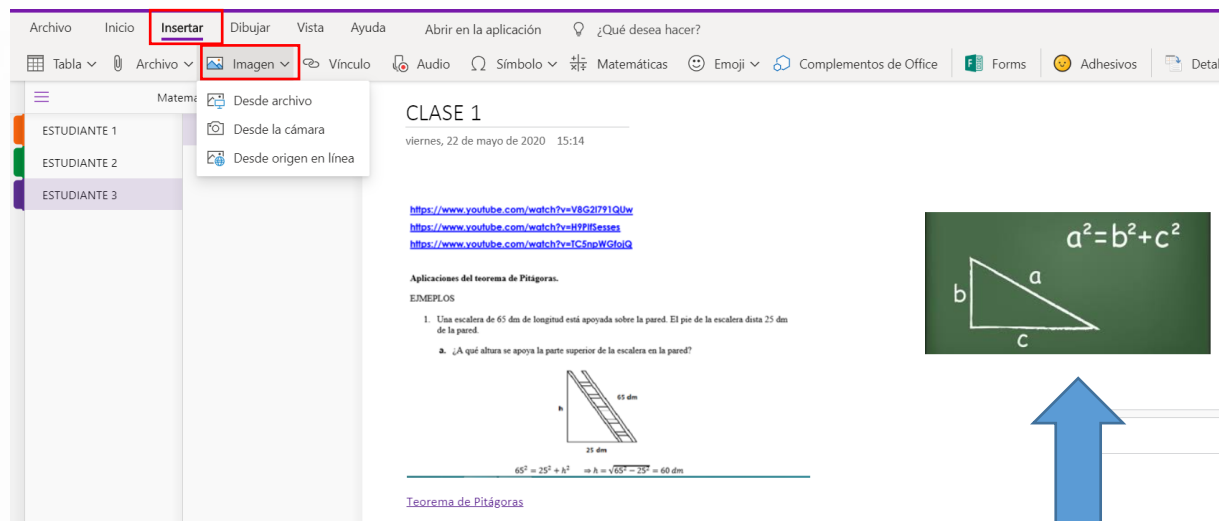 Archivo Inicio Insertar Dibujar Vista Ayuda Abrir en la aplicación ¿Qué desea hacer?
Tabla Archivo Imagen Vínculo Audio Símbolo Matemáticas Emoji Complementos de Office Forms Adhesivos
Matema
Desde archivo
Desde la cámara
Desde origen en línea
ESTUDIANTE 1
ESTUDIANTE 2
ESTUDIANTE 3
CLASE 1
viernes, 22 de mayo de 2020 15:14
https://www.youtube.com/watch?v=V8G2I791QUw
https://www.youtube.com/watch?v=H9PIfSesses
https://www.youtube.com/watch?v=TC5npWGfojQ
a²=b²+c²
b
a
c
Aplicaciones del teorema de Pitágoras.
EJMEPLOS
1. Una escalera de 65 dm de longitud está apoyada sobre la pared. El pie de la escalera dista 25 dm
de la pared.
a. ¿A qué altura se apoya la parte superior de la escalera en la pared?
65 dm
h
25 dm
65² = 25² + h² ⇒ h = √65² − 25² = 60 dm
Teorema de Pitágoras